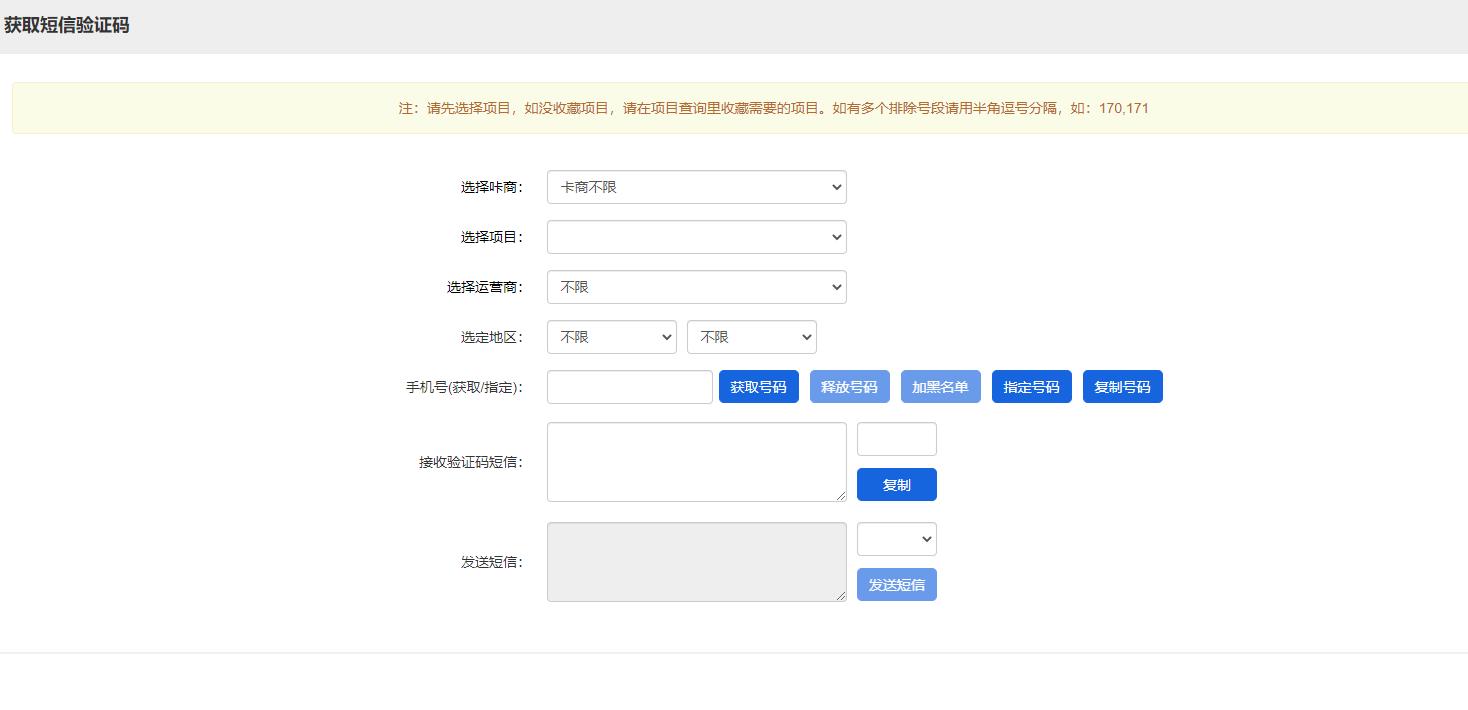 获取短信验证码
注：请先选择项目，如没收藏项目，请在项目查询里收藏需要的项目。如有多个排除号段请用半角逗号分隔，如：170,171
选择咔商： 卡商不限
选择项目：
选择运营商： 不限
选定地区： 不限 不限
手机号(获取/指定)： 获取号码 释放号码 加黑名单 指定号码 复制号码
接收验证码短信：
复制
发送短信：
发送短信